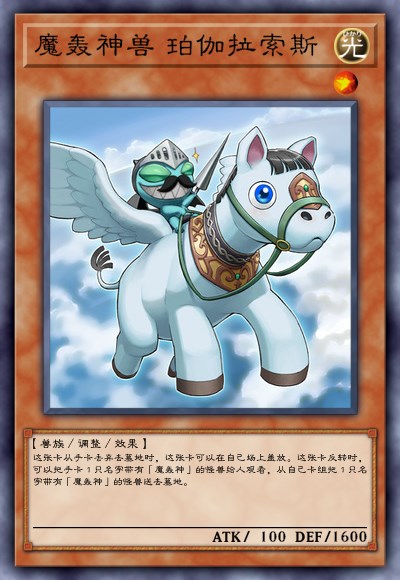 魔轰神兽 珀伽拉索斯
光
【兽族／调整／效果】
这张卡从手卡丢弃去墓地时，这张卡可以在自己场上盖放。这张卡反转时，
可以把手卡1只名字带有「魔轰神」的怪兽给人观看，从自己卡组把1只名
字带有「魔轰神」的怪兽送去墓地。
ATK/ 100 DEF/1600